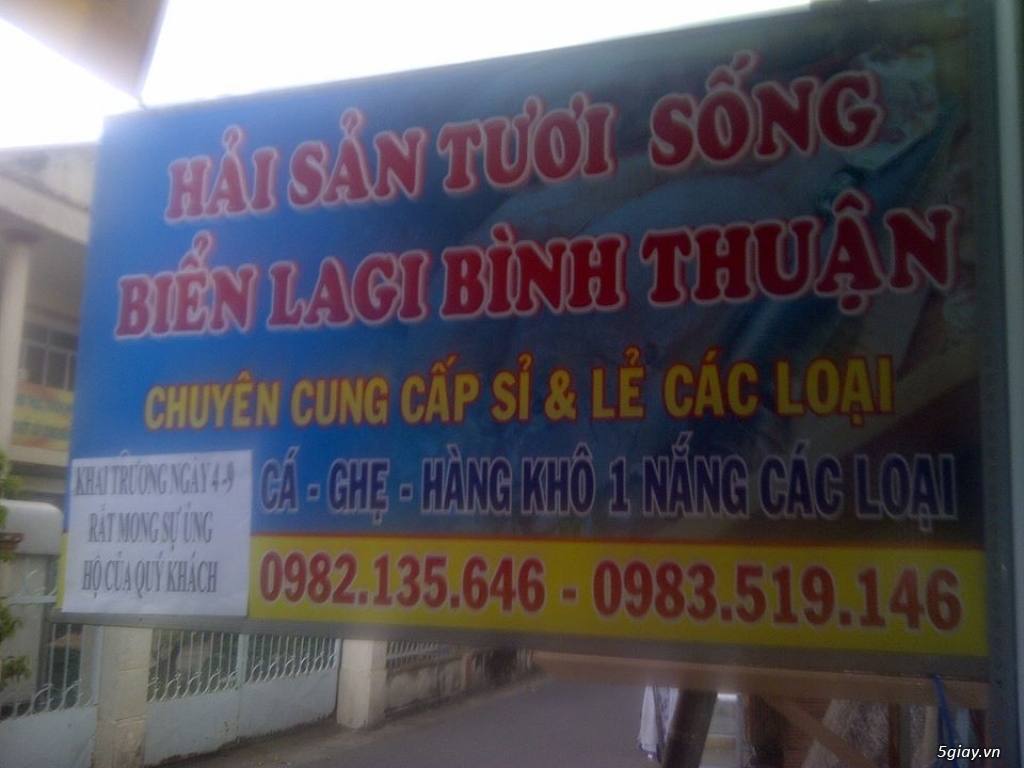 HẢI SẢN TƯƠI SỐNG
BIỂN LAGI BÌNH THUẬN
CHUYÊN CUNG CẤP SỈ & LẺ CÁC LOẠI
CÁ - GHẸ - HÀNG KHÔ 1 NẮNG CÁC LOẠI
KHAI TRƯƠNG NGÀY 4-9
RẤT MONG SỰ ỦNG
HỘ CỦA QUÝ KHÁCH
0982.135.646 - 0983.519.146
5giay.vn